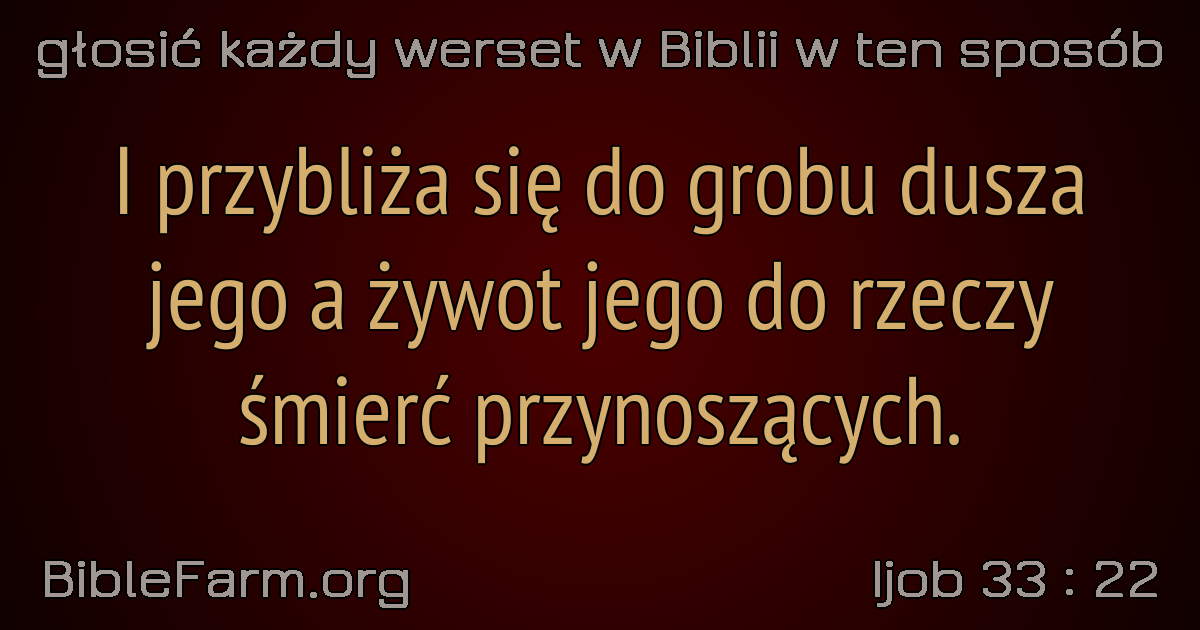 głosić każdy werset w Biblii w ten sposób
I przybliża się do grobu dusza
jego a żywot jego do rzeczy
śmierć przynoszących.
BibleFarm.org
Ijob 33 : 22